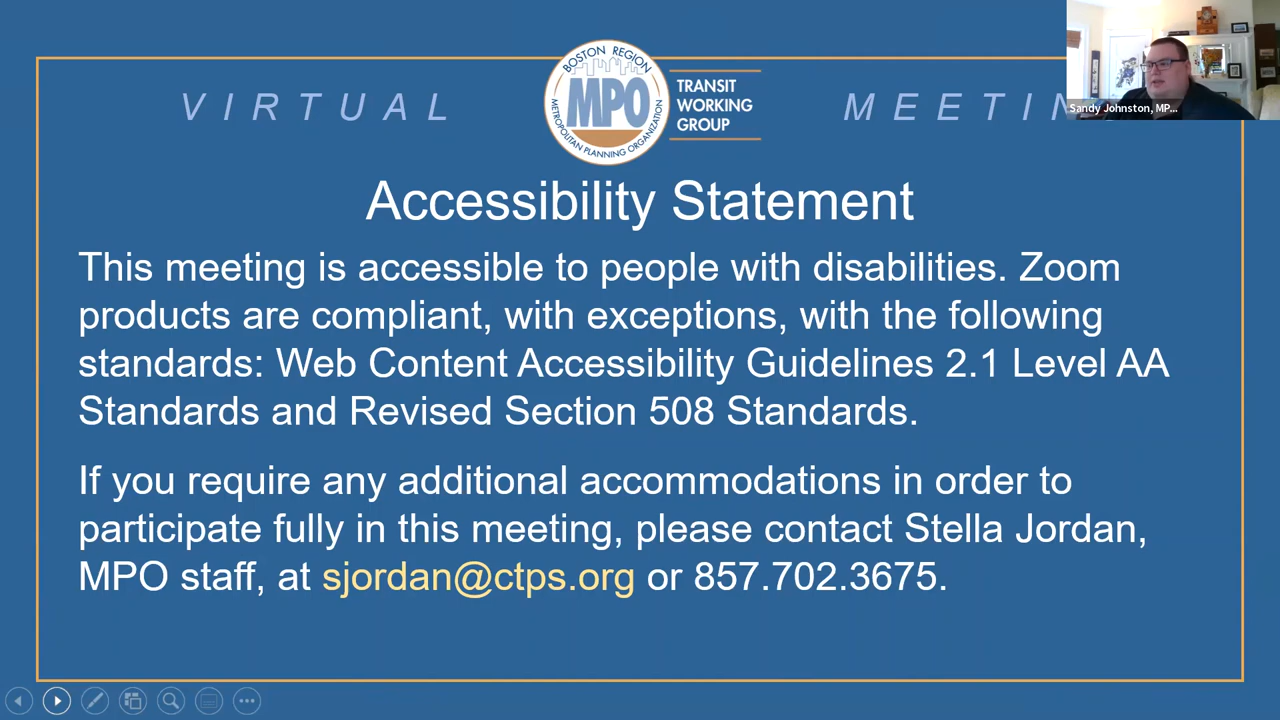 VIRTUAL
BOSTON REGION
MPO
METROPOLITAN PLANNING ORGANIZATION
TRANSIT
WORKING
GROUP
MEETIN
Sandy Johnston, MP...
Accessibility Statement
This meeting is accessible to people with disabilities. Zoom
products are compliant, with exceptions, with the following
standards: Web Content Accessibility Guidelines 2.1 Level AA
Standards and Revised Section 508 Standards.
If you require any additional accommodations in order to
participate fully in this meeting, please contact Stella Jordan,
MPO staff, at sjordan@ctps.org or 857.702.3675.